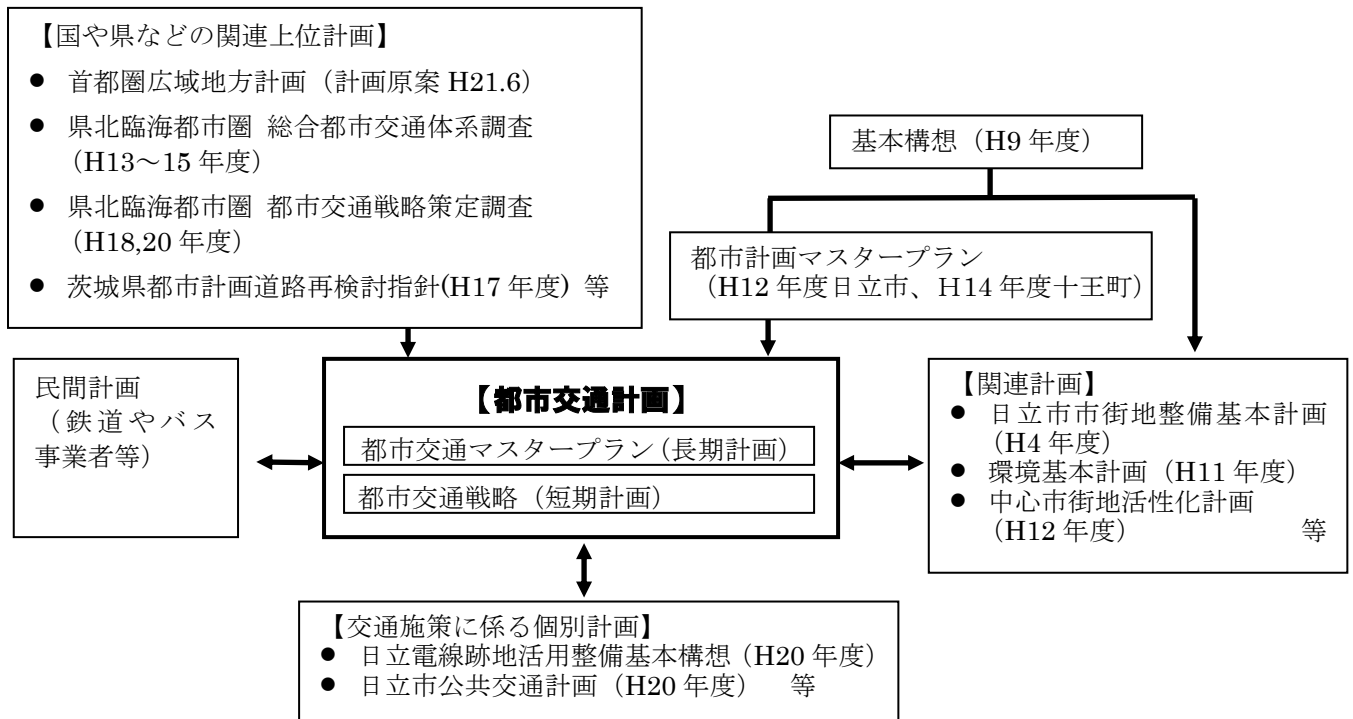 【国や県などの関連上位計画】
● 首都圏広域地方計画（計画原案 H21.6）
● 県北臨海都市圏 総合都市交通体系調査
（H13～15 年度）
● 県北臨海都市圏 都市交通戦略策定調査
（H18,20 年度）
● 茨城県都市計画道路再検討指針(H17 年度) 等
基本構想（H9 年度）
都市計画マスタープラン
（H12 年度日立市、Ｈ14 年度十王町）
民間計画
（鉄道やバス
事業者等）
【都市交通計画】
都市交通マスタープラン（長期計画）
都市交通戦略（短期計画）
【関連計画】
● 日立市市街地整備基本計画
（H4 年度）
● 環境基本計画（H11 年度）
● 中心市街地活性化計画
（H12 年度） 等
【交通施策に係る個別計画】
● 日立電線跡地活用整備基本構想（H20 年度）
● 日立市公共交通計画（H20 年度） 等